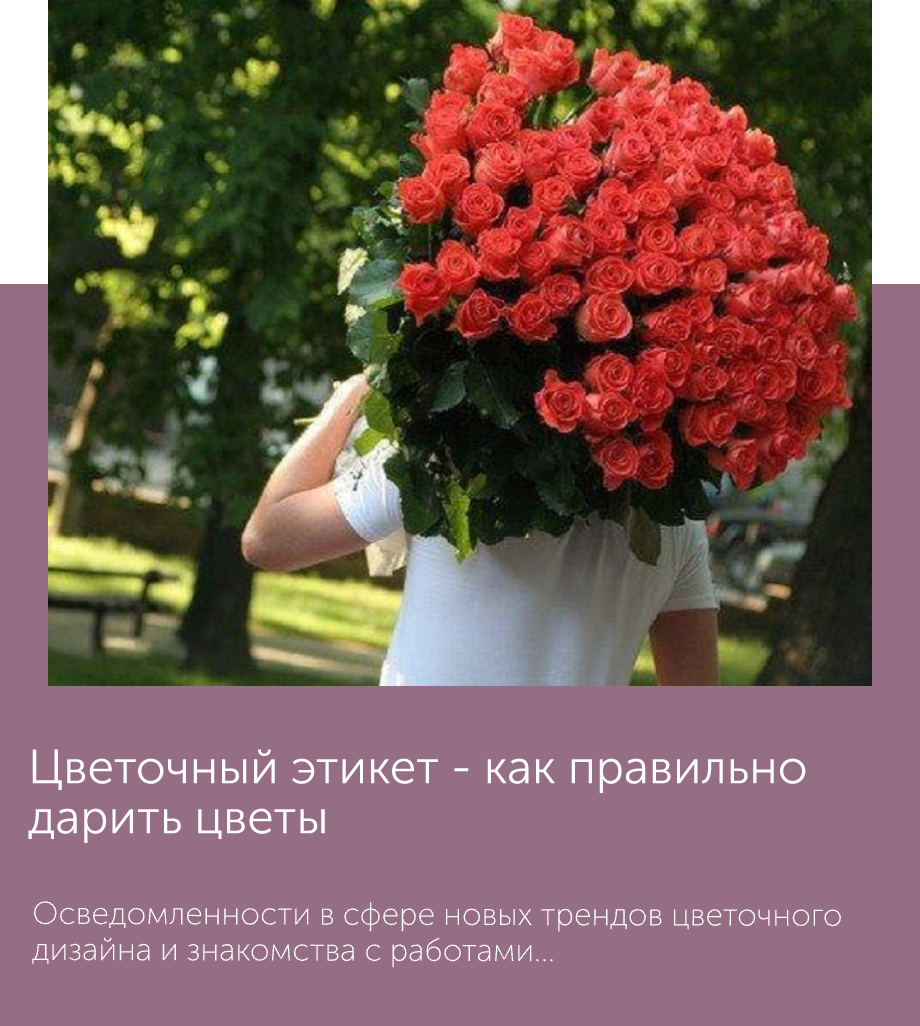 Цветочный этикет - как правильно
дарить цветы
Осведомленности в сфере новых трендов цветочного
дизайна и знакомства с работами...